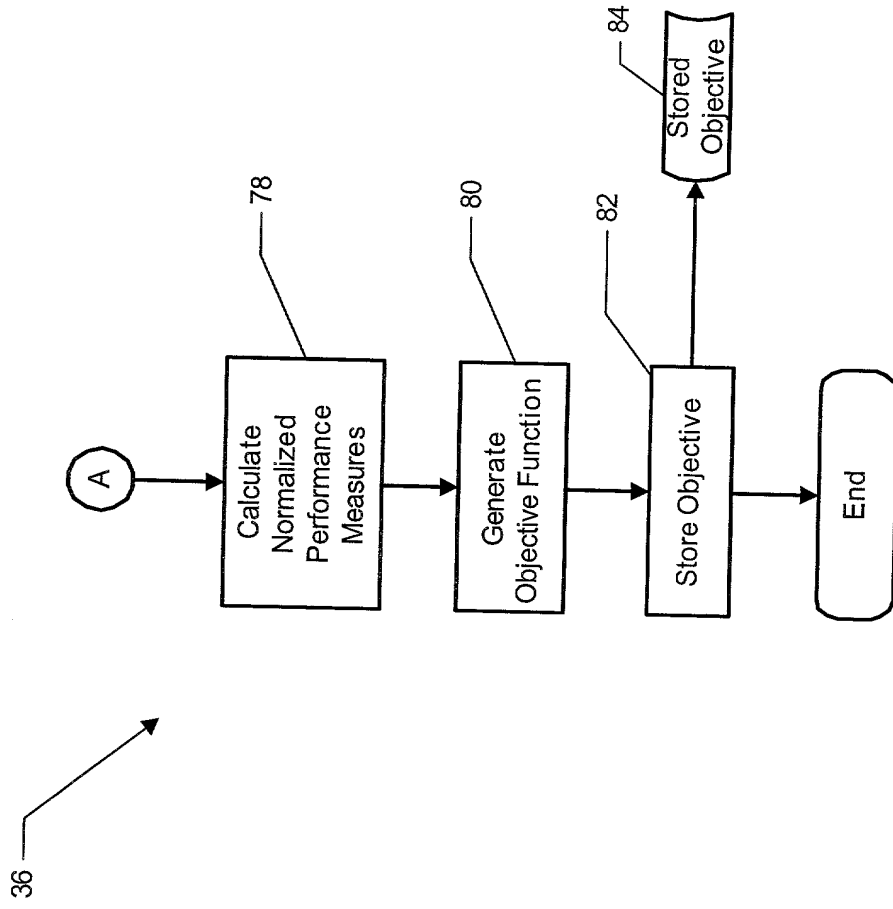 36
A
Calculate
Normalized
Performance
Measures
78
Generate
Objective Function
80
Store Objective
82
Stored
Objective
84
End